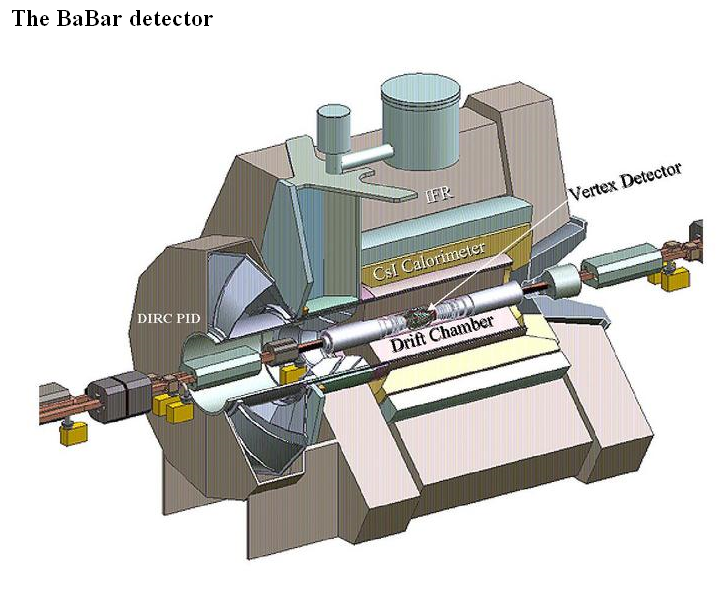 The BaBar detector
IFR
Vertex Detector
CsI Calorimeter
DIRC PID
Drift Chamber